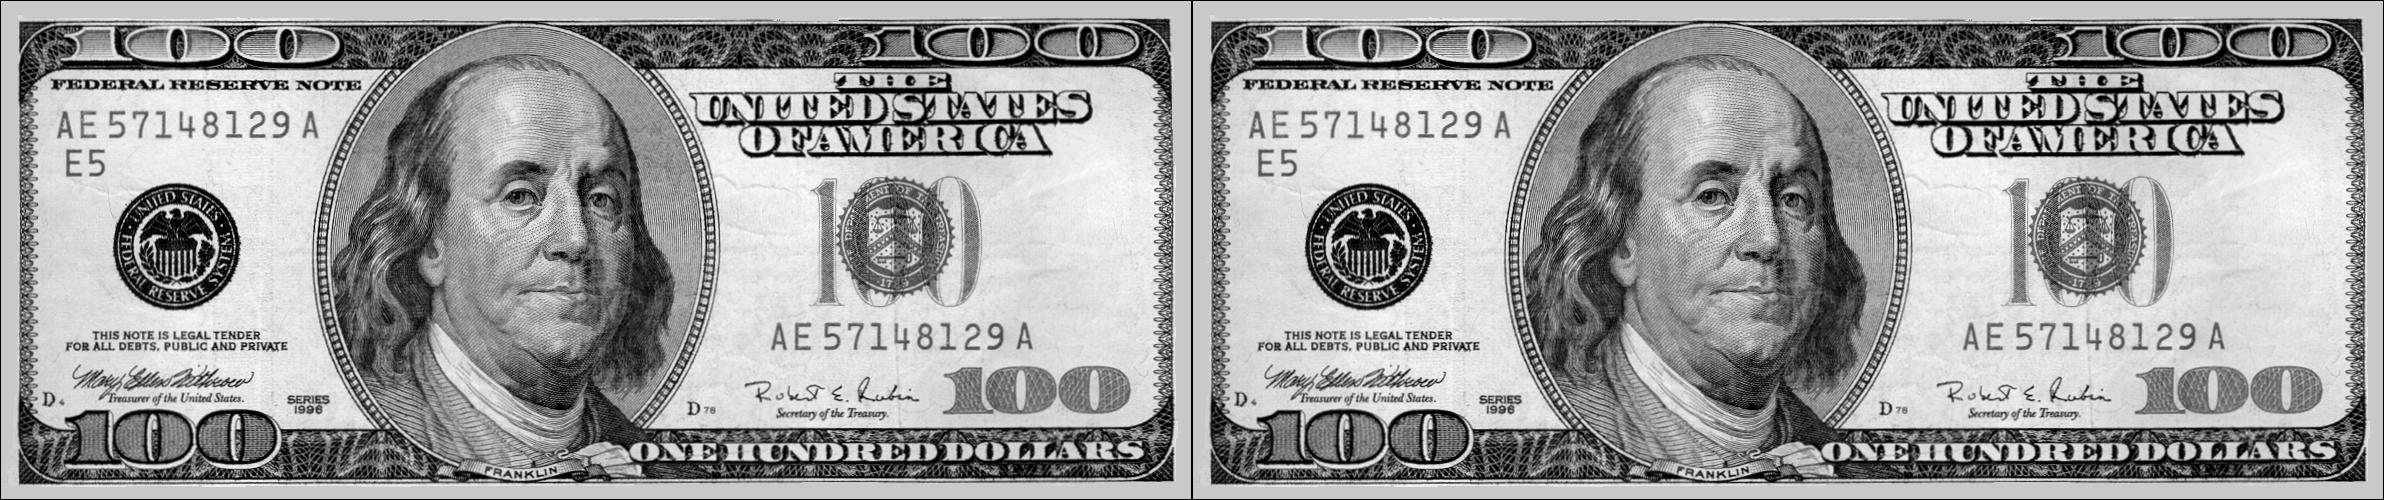 100 100
FEDERAL RESERVE NOTE
THE
UNITED STATES
OF AMERICA
AE 57148129 A
E5
UNITED STATES FEDERAL RESERVE SYSTEM
100
DEPARTMENT OF THE TREASURY
1789
THIS NOTE IS LEGAL TENDER
FOR ALL DEBTS, PUBLIC AND PRIVATE
AE 57148129 A
Mary Ellen Withrow
Treasurer of the United States.
D 4
SERIES
1996
D 78
Robert E. Rubin
Secretary of the Treasury.
100
100
FRANKLIN
ONE HUNDRED DOLLARS
100 100
FEDERAL RESERVE NOTE
THE
UNITED STATES
OF AMERICA
AE 57148129 A
E5
UNITED STATES FEDERAL RESERVE SYSTEM
100
DEPARTMENT OF THE TREASURY
1789
THIS NOTE IS LEGAL TENDER
FOR ALL DEBTS, PUBLIC AND PRIVATE
AE 57148129 A
Mary Ellen Withrow
Treasurer of the United States.
D 4
SERIES
1996
D 78
Robert E. Rubin
Secretary of the Treasury.
100
100
FRANKLIN
ONE HUNDRED DOLLARS